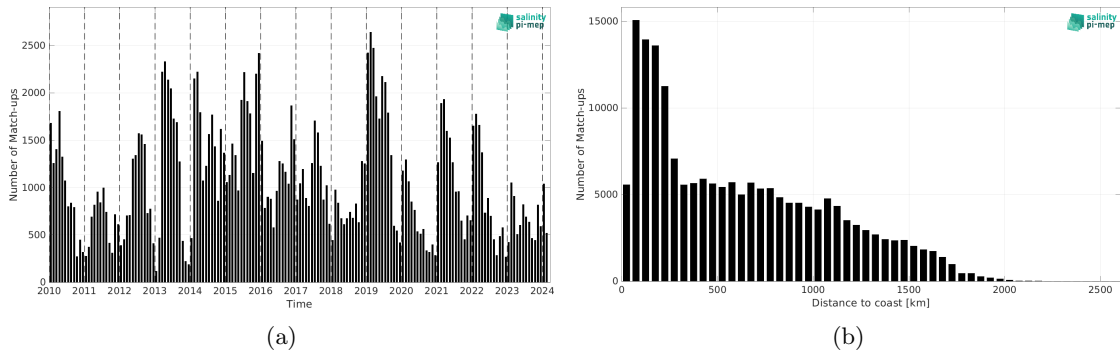 salinity
pi-mep
Number of Match-ups
2500
2000
1500
1000
500
0
2010 2011 2012 2013 2014 2015 2016 2017 2018 2019 2020 2021 2022 2023 2024
Time
(a)
salinity
pi-mep
Number of Match-ups
15000
10000
5000
0
0 500 1000 1500 2000 2500
Distance to coast [km]
(b)